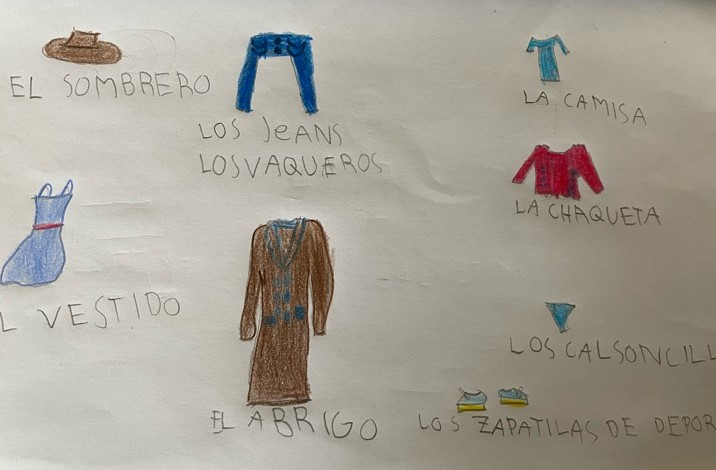 EL SOMBRERO
LOS JeANS
LOSVAQUEROS
LA CAMISA
LA CHAQUETA
L VESTIDO
EL ABRIGO
LOS CALSONCILL
LOS ZAPATILAS DE DEPOR